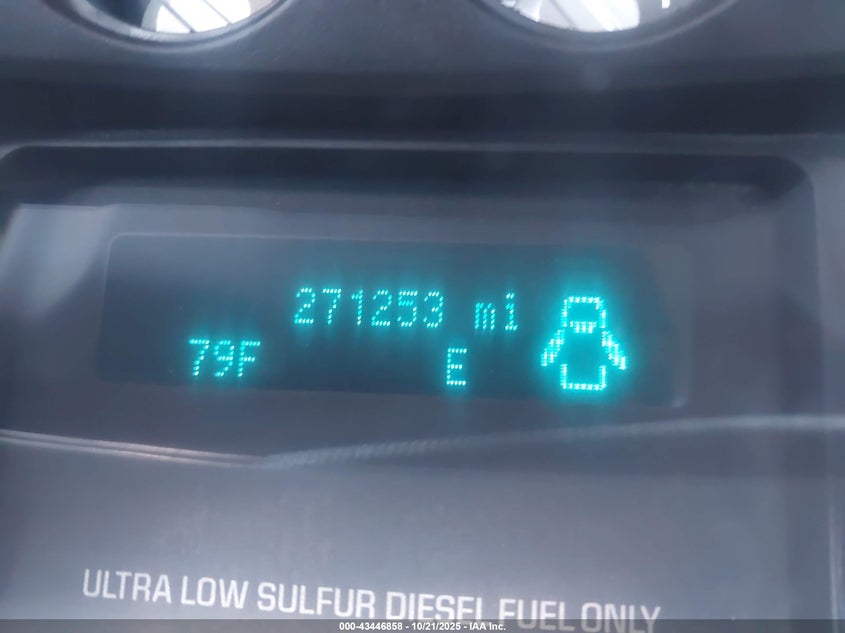 271253 mi
79F E
ULTRA LOW SULFUR DIESEL FUEL ONLY
000-43446858 - 10/21/2025 - IAA Inc.